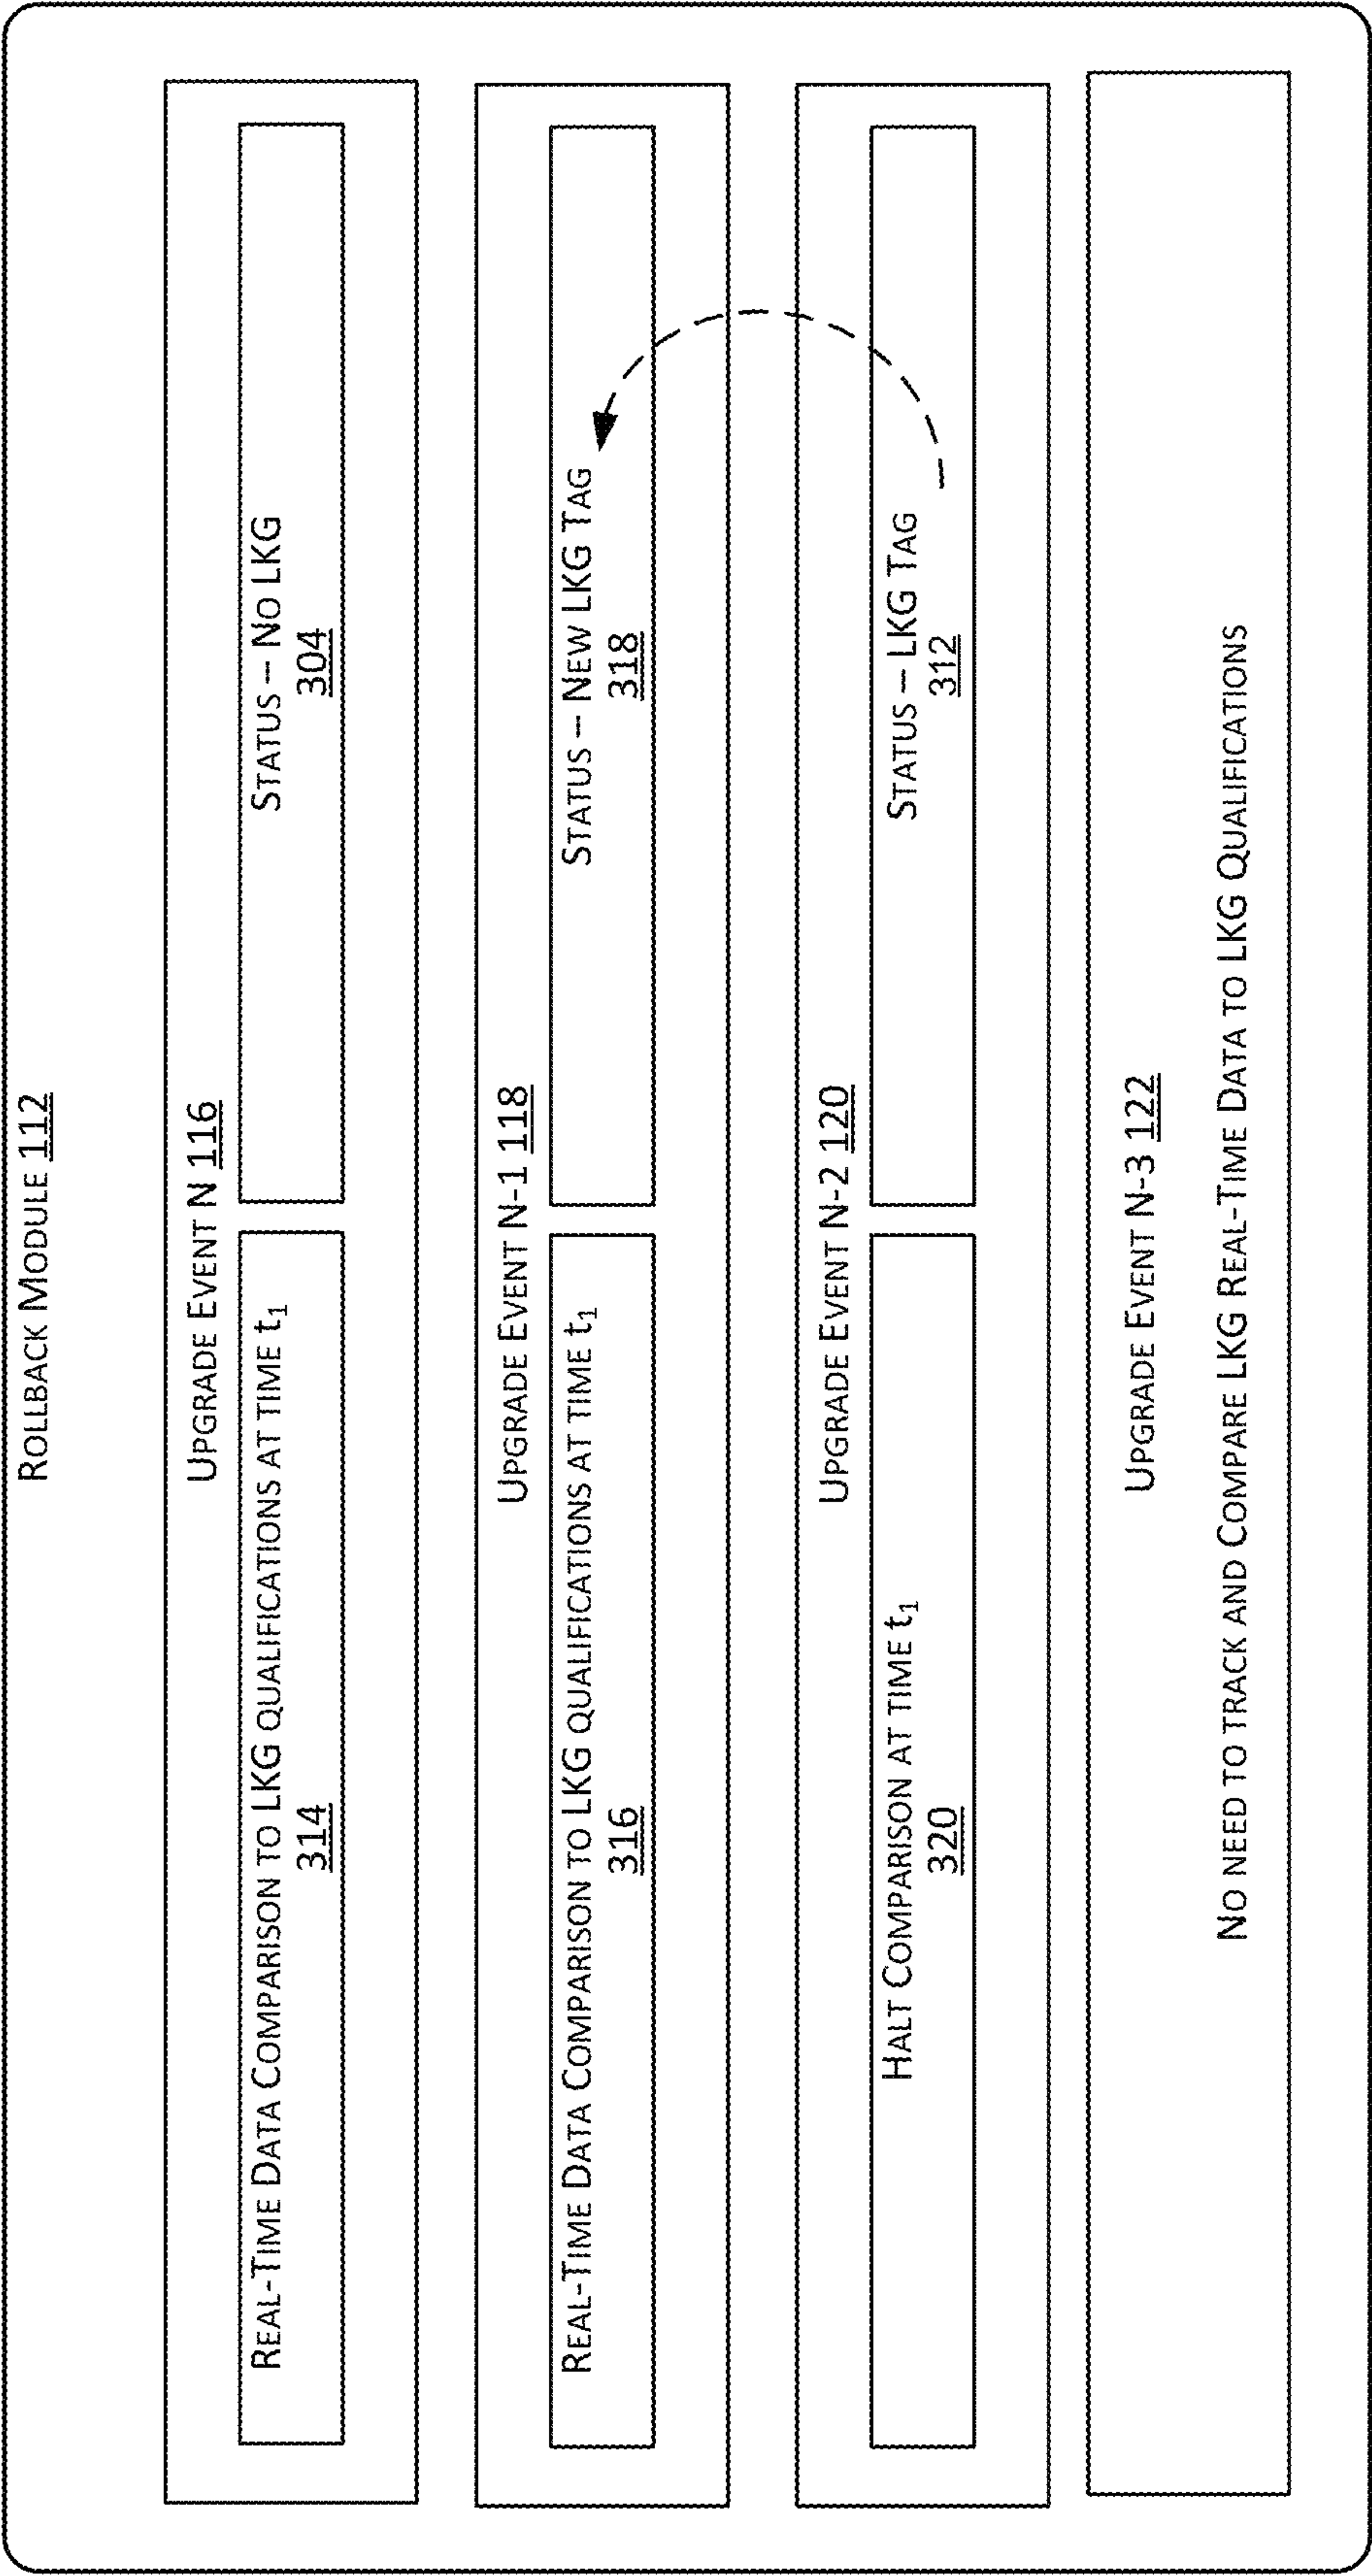 Rollback Module 112
Upgrade Event N 116
Real-Time Data Comparison to LKG qualifications at time t₁
314
Status – No LKG
304
Upgrade Event N-1 118
Real-Time Data Comparison to LKG qualifications at time t₁
316
Status – New LKG Tag
318
Upgrade Event N-2 120
Halt Comparison at time t₁
320
Status – LKG Tag
312
Upgrade Event N-3 122
No need to track and Compare LKG Real-Time Data to LKG Qualifications